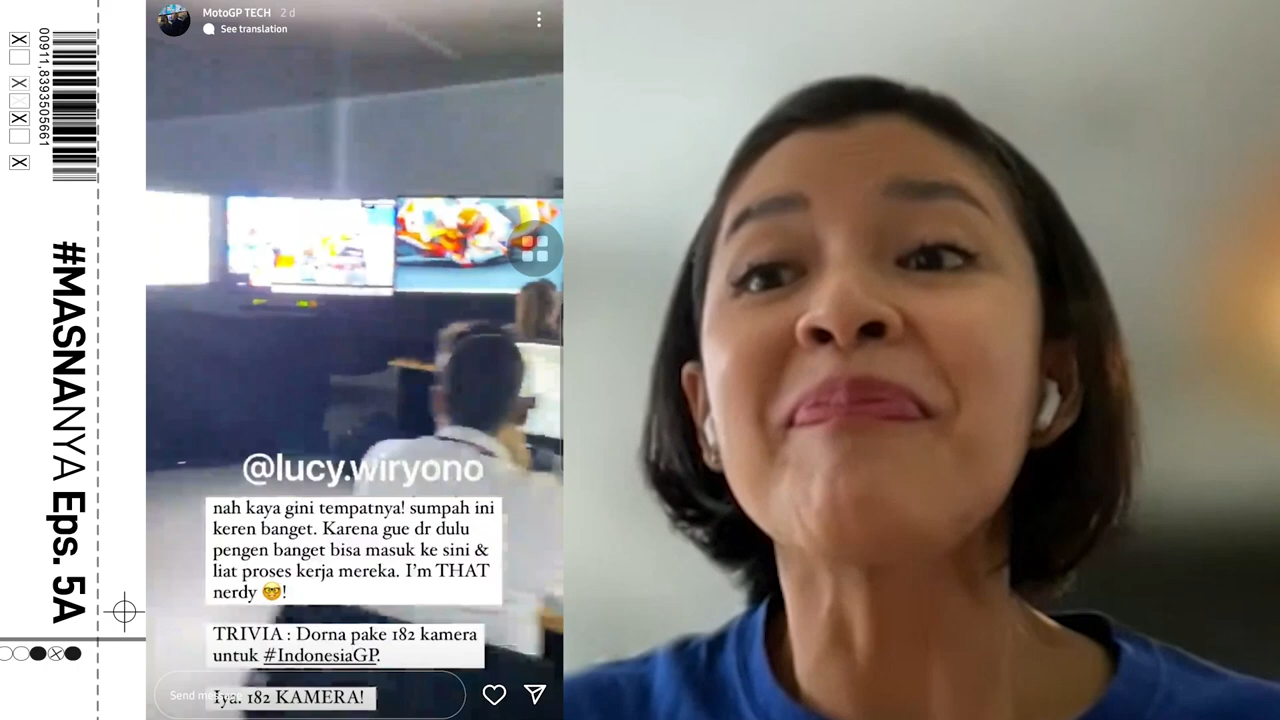 00911,8393505661
#MASNANYA Eps. 5A
MotoGP TECH 2 d
See translation
@lucy.wiryono
nah kaya gini tempatnya! sumpah ini
keren banget. Karena gue dr dulu
pengen banget bisa masuk ke sini &
liat proses kerja mereka. I'm THAT
nerdy 🤓!
TRIVIA : Dorna pake 182 kamera
untuk #IndonesiaGP.
Iya. 182 KAMERA!
Send message